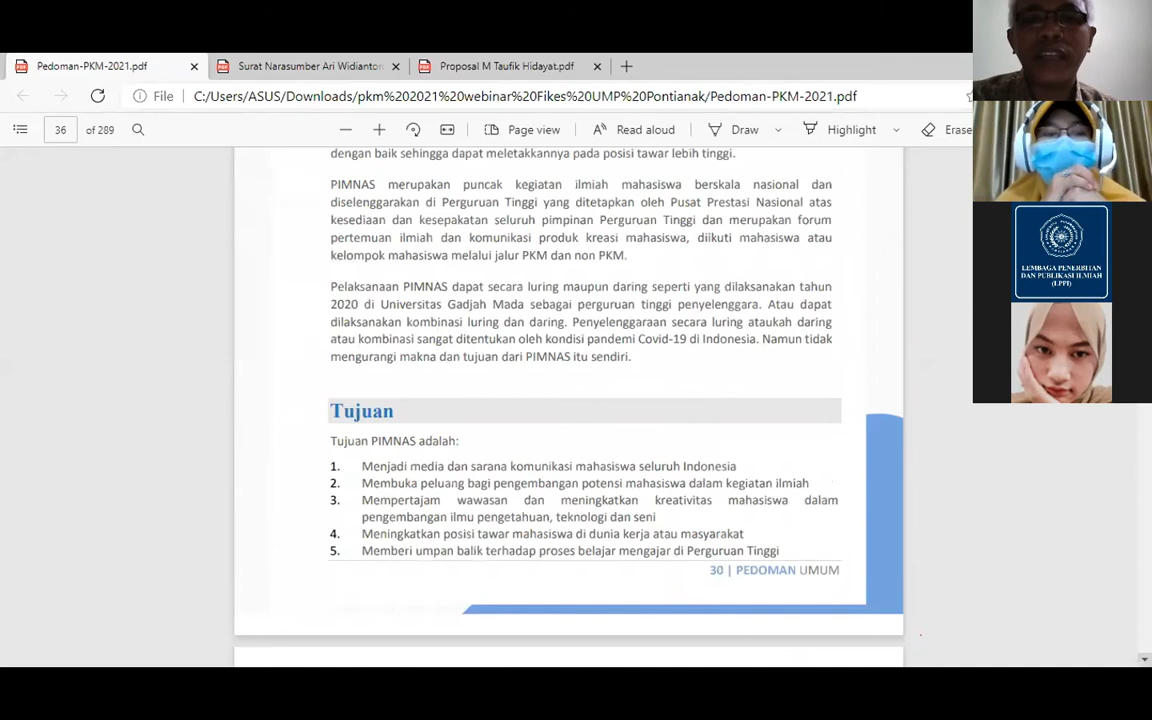 Pedoman-PKM-2021.pdf
Surat Narasumber Ari Widianto
Proposal M Taufik Hidayat.pdf
File
C:/Users/ASUS/Downloads/pkm%202021%20webinar%20Fikes%20UMP%20Pontianak/Pedoman-PKM-2021.pdf
36 of 289
Page view
Read aloud
Draw
Highlight
Erase
dengan baik sehingga dapat meletakkannya pada posisi tawar lebih tinggi.
PIMNAS merupakan puncak kegiatan ilmiah mahasiswa berskala nasional dan
diselenggarakan di Perguruan Tinggi yang ditetapkan oleh Pusat Prestasi Nasional atas
kesediaan dan kesepakatan seluruh pimpinan Perguruan Tinggi dan merupakan forum
pertemuan ilmiah dan komunikasi produk kreasi mahasiswa, diikuti mahasiswa atau
kelompok mahasiswa melalui jalur PKM dan non PKM.
Pelaksanaan PIMNAS dapat secara luring maupun daring seperti yang dilaksanakan tahun
2020 di Universitas Gadjah Mada sebagai perguruan tinggi penyelenggara. Atau dapat
dilaksanakan kombinasi luring dan daring. Penyelenggaraan secara luring ataukah daring
atau kombinasi sangat ditentukan oleh kondisi pandemi Covid-19 di Indonesia. Namun tidak
mengurangi makna dan tujuan dari PIMNAS itu sendiri.
Tujuan
Tujuan PIMNAS adalah:
1. Menjadi media dan sarana komunikasi mahasiswa seluruh Indonesia
2. Membuka peluang bagi pengembangan potensi mahasiswa dalam kegiatan ilmiah
3. Mempertajam wawasan dan meningkatkan kreativitas mahasiswa dalam
pengembangan ilmu pengetahuan, teknologi dan seni
4. Meningkatkan posisi tawar mahasiswa di dunia kerja atau masyarakat
5. Memberi umpan balik terhadap proses belajar mengajar di Perguruan Tinggi
30 | PEDOMAN UMUM
LEMBAGA PENERBITAN
DAN PUBLIKASI ILMIAH
(LPPI)